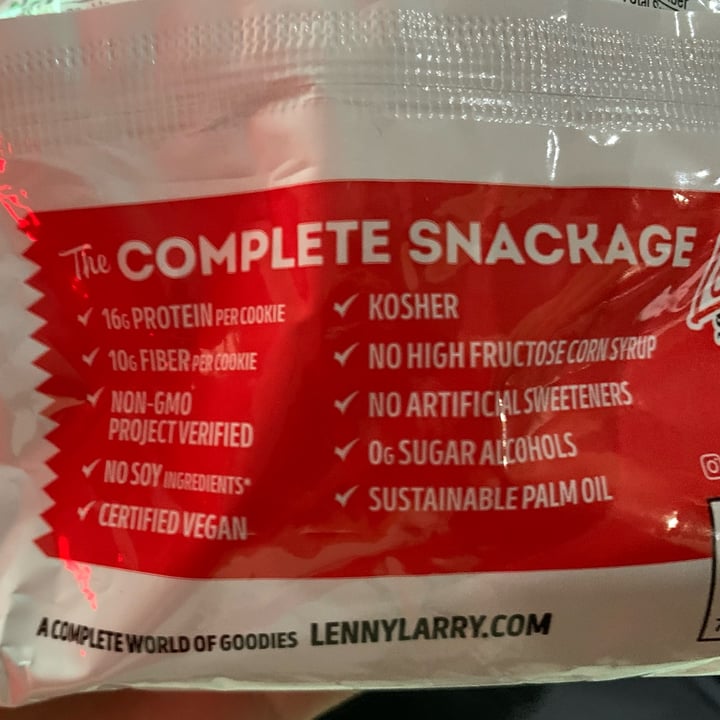 The COMPLETE SNACKAGE
✓ 16G PROTEIN PER COOKIE
✓ 10G FIBER PER COOKIE
✓ NON-GMO
PROJECT VERIFIED
✓ NO SOY INGREDIENTS*
✓ CERTIFIED VEGAN
✓ KOSHER
✓ NO HIGH FRUCTOSE CORN SYRUP
✓ NO ARTIFICIAL SWEETENERS
✓ 0G SUGAR ALCOHOLS
✓ SUSTAINABLE PALM OIL
A COMPLETE WORLD OF GOODIES LENNYLARRY.COM